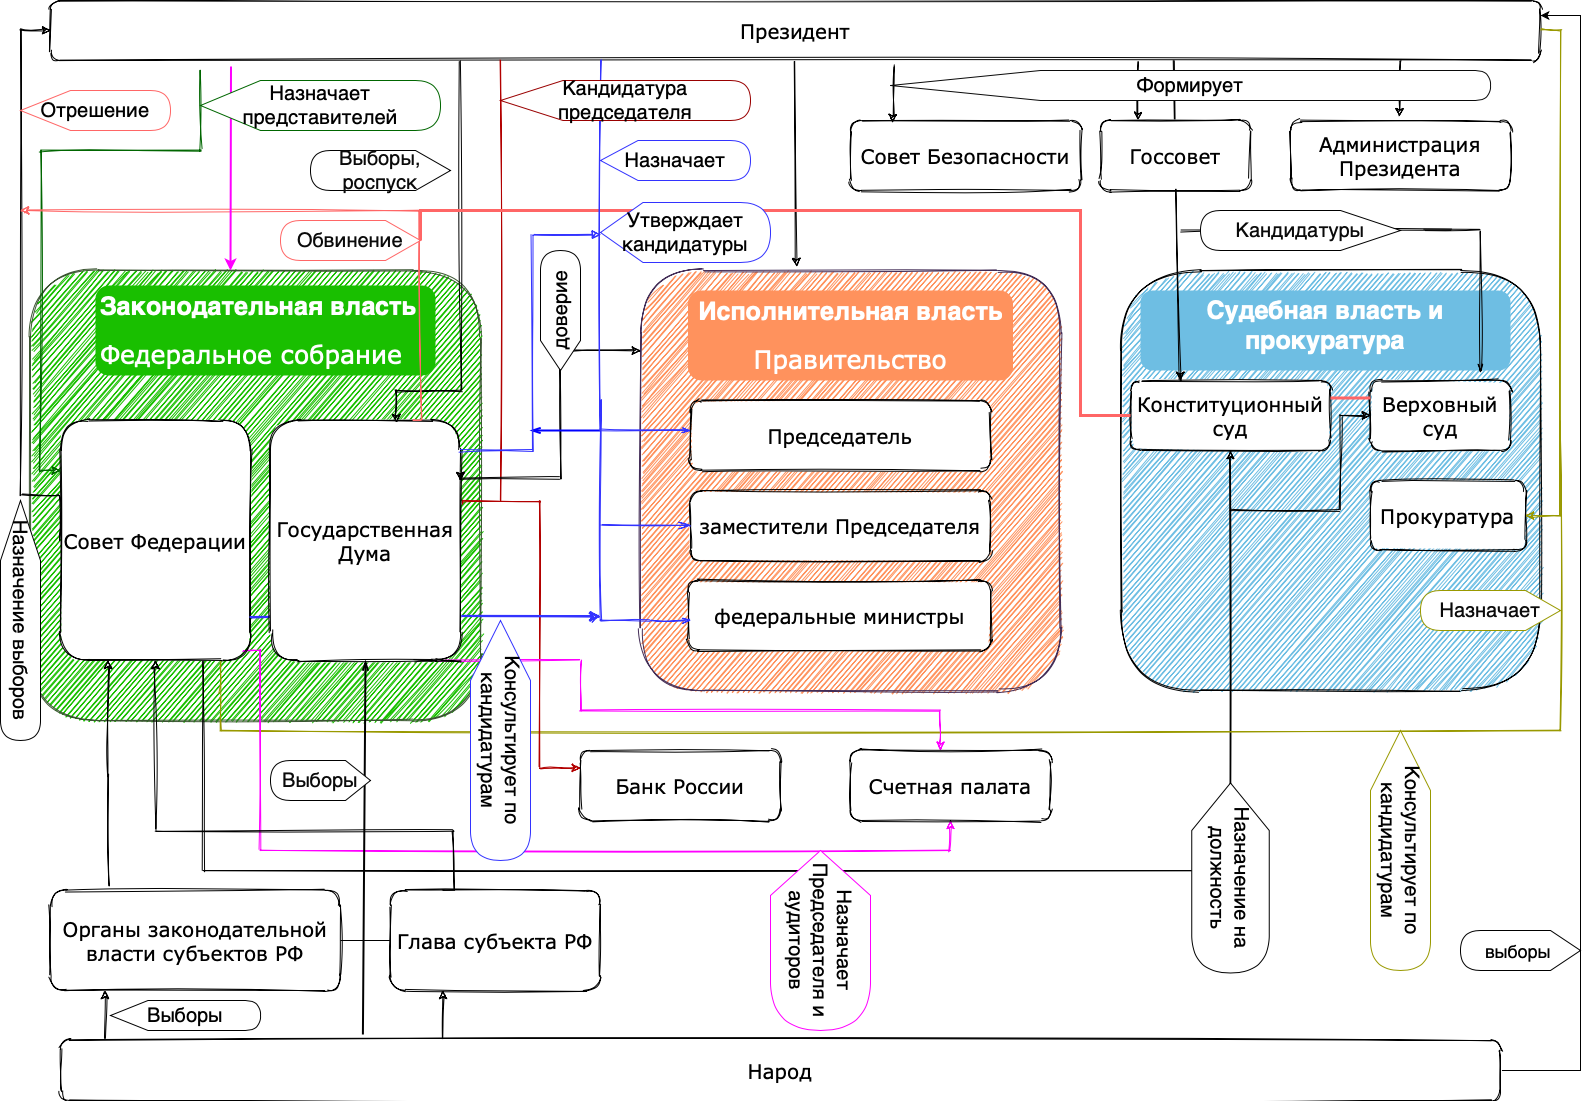 Президент
Отрешение
Назначает
представителей
Кандидатура
председателя
Формирует
Выборы,
роспуск
Назначает
Совет Безопасности
Госсовет
Администрация
Президента
Обвинение
Утверждает
кандидатуры
Кандидатуры
доверие
Законодательная власть
Федеральное собрание
Исполнительная власть
Правительство
Судебная власть и
прокуратура
Председатель
Конституционный
суд
Верховный
суд
Совет Федерации
Государственная
Дума
заместители Председателя
Прокуратура
федеральные министры
Назначает
Назначение выборов
Консультирует по
кандидатурам
Выборы
Банк России
Счетная палата
Назначение на
должность
Консультирует по
кандидатурам
Назначает
Председателя и
аудиторов
Органы законодательной
власти субъектов РФ
Глава субъекта РФ
выборы
Выборы
Народ